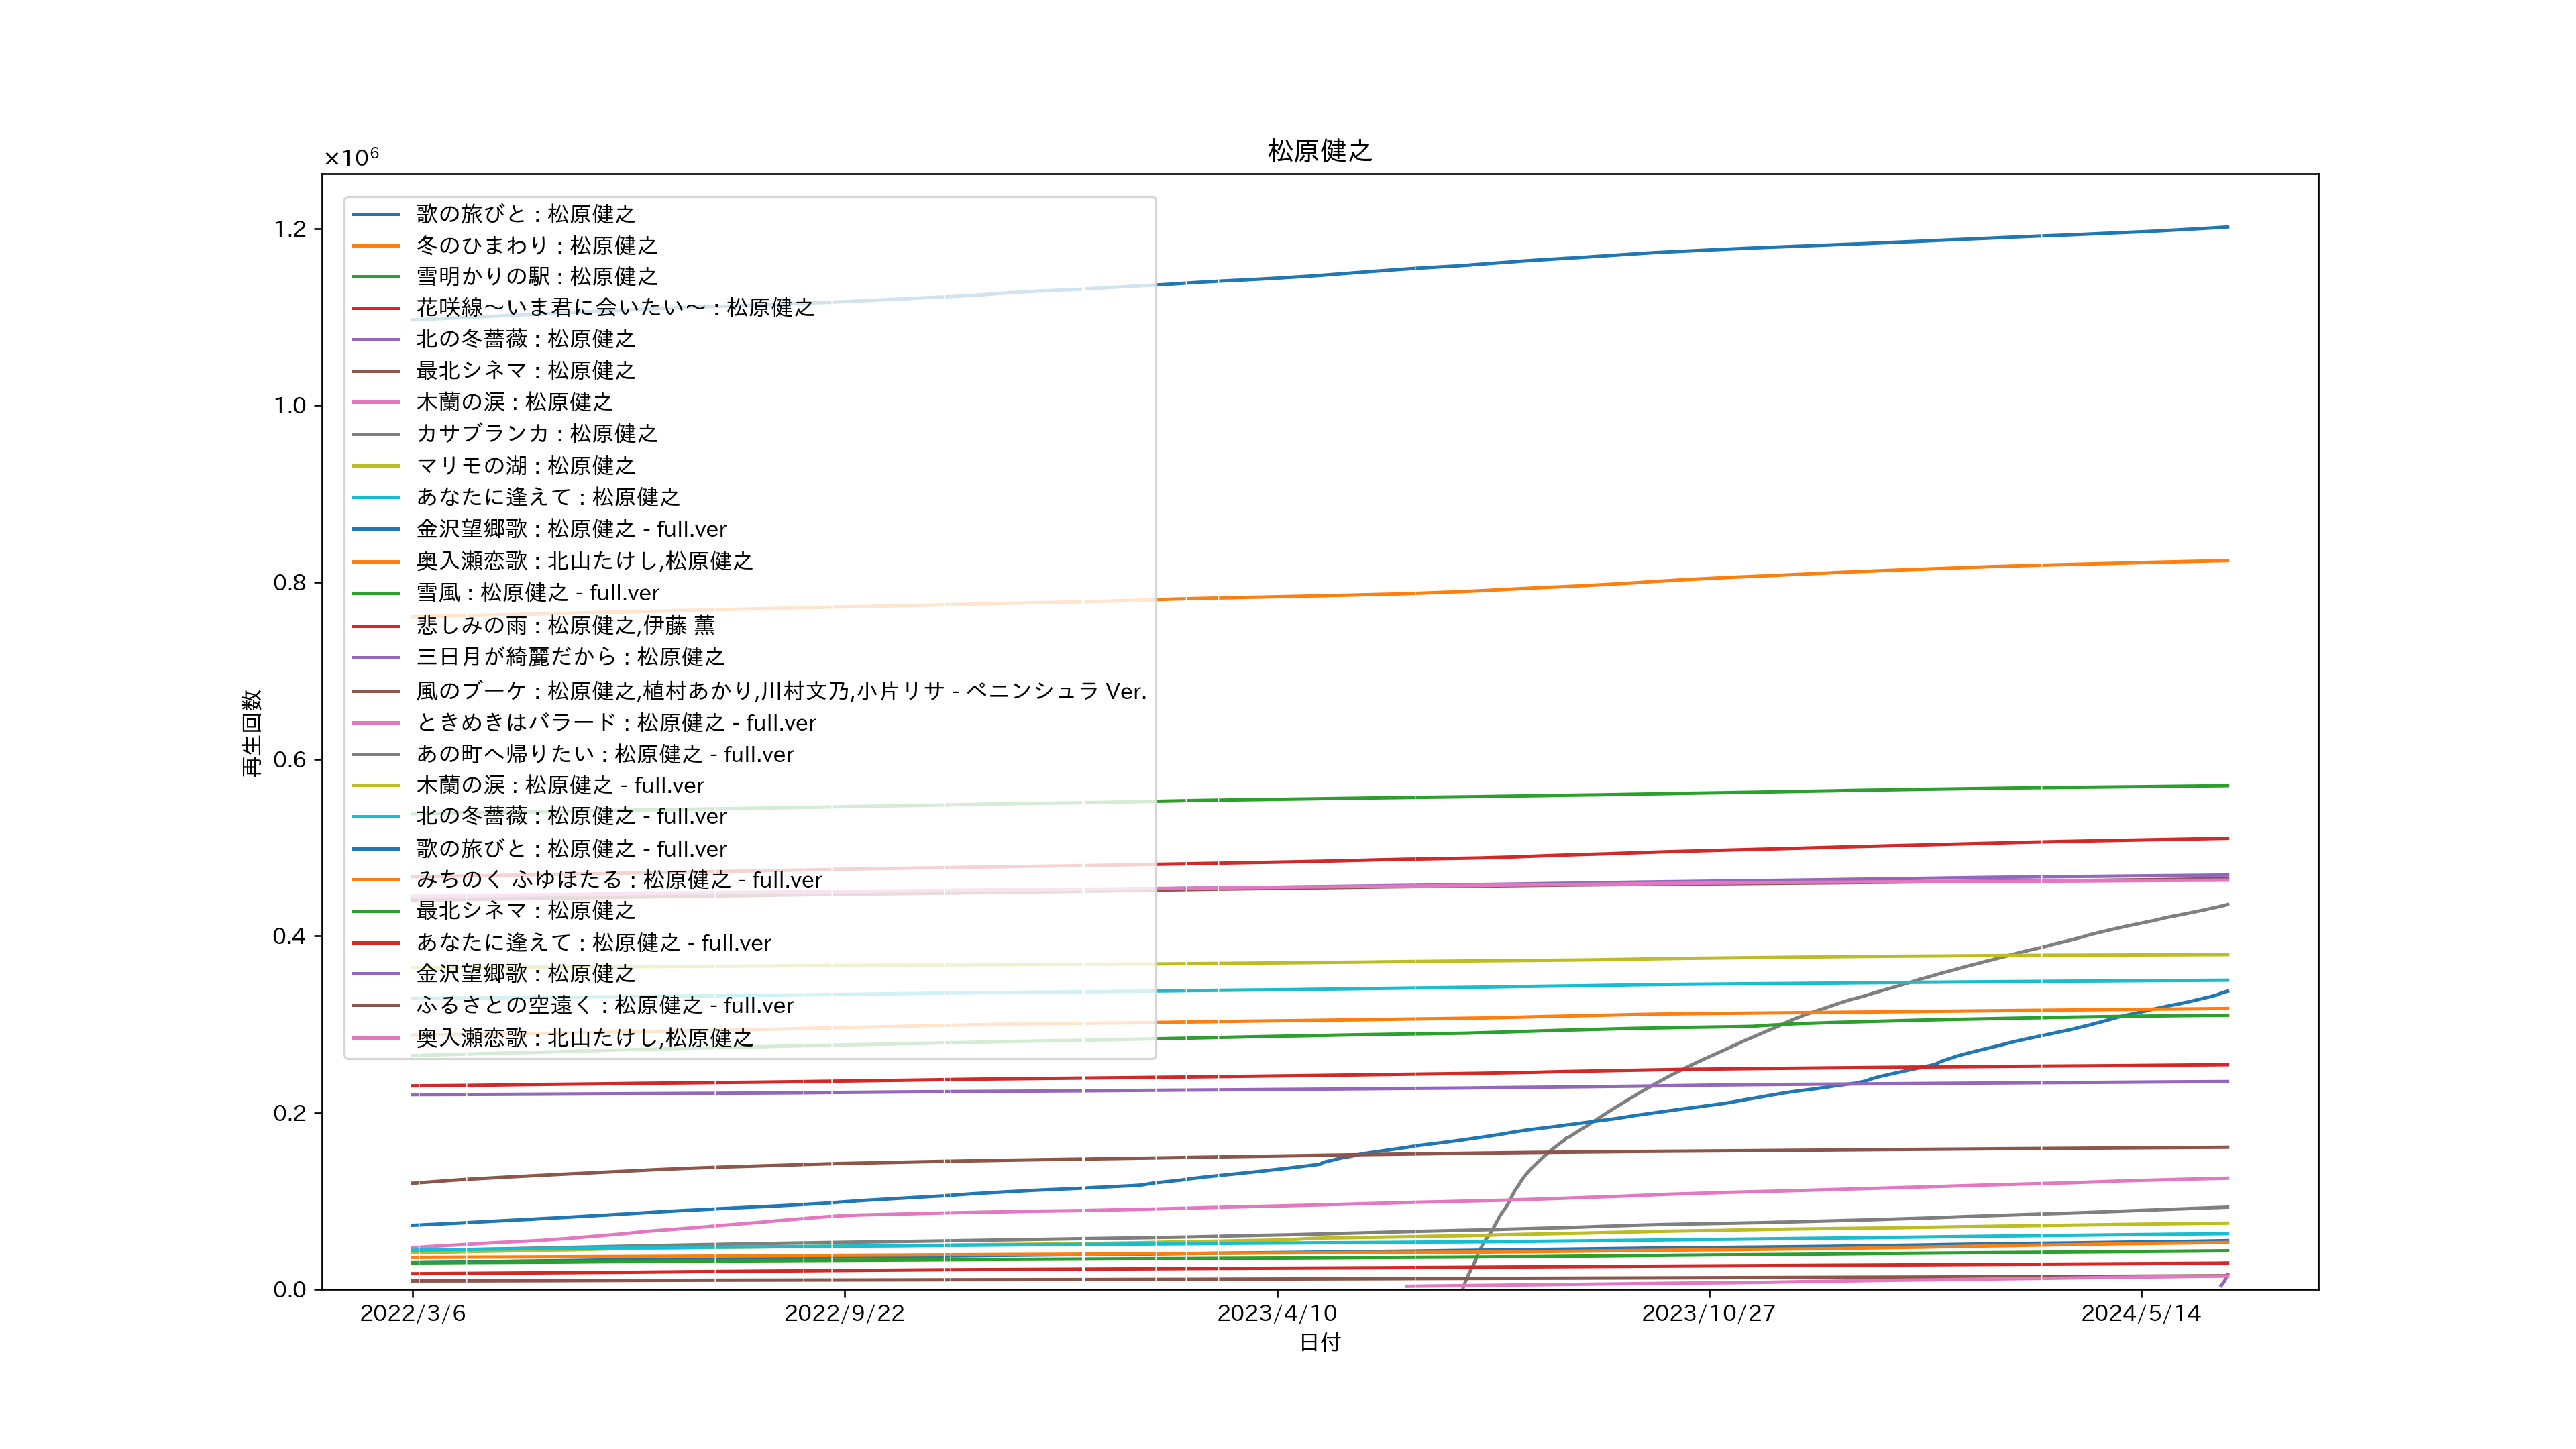 松原健之
×10⁶
1.2
1.0
0.8
0.6
0.4
0.2
0.0
再生回数
歌の旅びと : 松原健之
冬のひまわり : 松原健之
雪明かりの駅 : 松原健之
花咲線〜いま君に会いたい〜 : 松原健之
北の冬薔薇 : 松原健之
最北シネマ : 松原健之
木蘭の涙 : 松原健之
カサブランカ : 松原健之
マリモの湖 : 松原健之
あなたに逢えて : 松原健之
金沢望郷歌 : 松原健之 - full.ver
奥入瀬恋歌 : 北山たけし,松原健之
雪風 : 松原健之 - full.ver
悲しみの雨 : 松原健之,伊藤 薫
三日月が綺麗だから : 松原健之
風のブーケ : 松原健之,植村あかり,川村文乃,小片リサ - ペニンシュラ Ver.
ときめきはバラード : 松原健之 - full.ver
あの町へ帰りたい : 松原健之 - full.ver
木蘭の涙 : 松原健之 - full.ver
北の冬薔薇 : 松原健之 - full.ver
歌の旅びと : 松原健之 - full.ver
みちのく ふゆほたる : 松原健之 - full.ver
最北シネマ : 松原健之
あなたに逢えて : 松原健之 - full.ver
金沢望郷歌 : 松原健之
ふるさとの空遠く : 松原健之 - full.ver
奥入瀬恋歌 : 北山たけし,松原健之
2022/3/6 2022/9/22 2023/4/10 2023/10/27 2024/5/14
日付